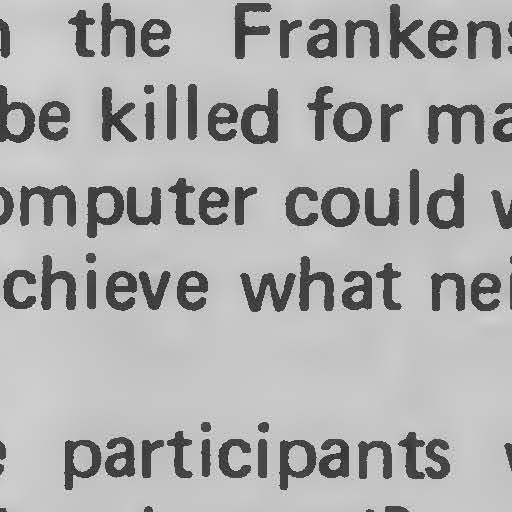 the Frankens
be killed for ma
omputer could
chieve what nei
participants